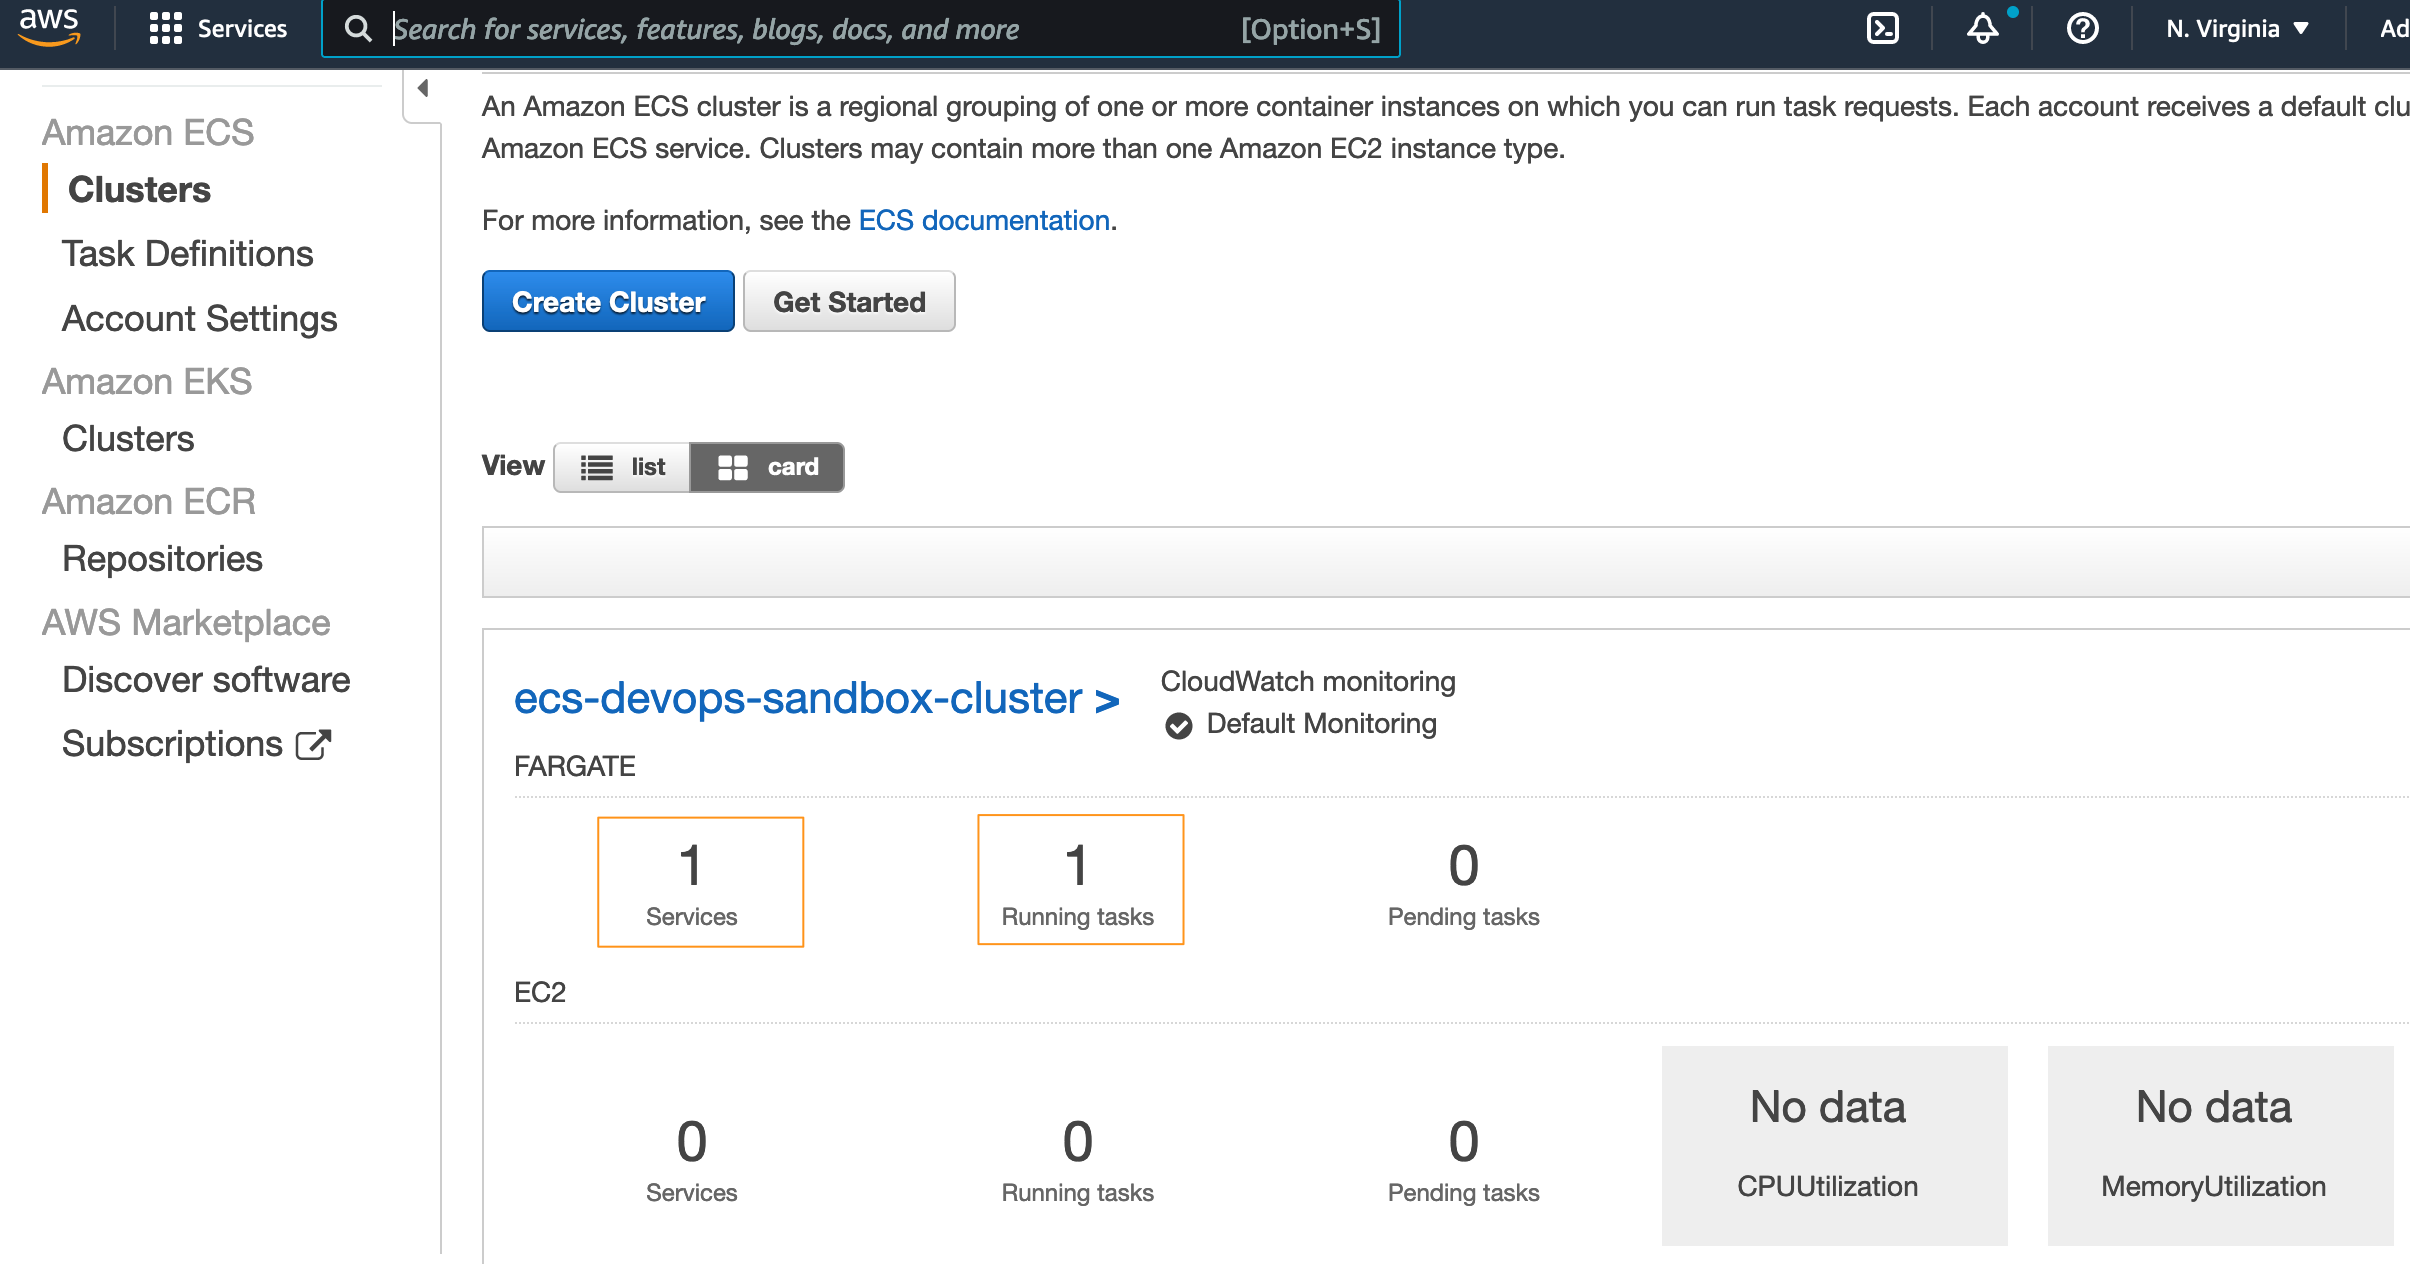 aws
Services
Search for services, features, blogs, docs, and more
[Option+S]
N. Virginia
Ad
Amazon ECS
Clusters
Task Definitions
Account Settings
Amazon EKS
Clusters
Amazon ECR
Repositories
AWS Marketplace
Discover software
Subscriptions
An Amazon ECS cluster is a regional grouping of one or more container instances on which you can run task requests. Each account receives a default clu
Amazon ECS service. Clusters may contain more than one Amazon EC2 instance type.
For more information, see the ECS documentation.
Create Cluster
Get Started
View
list
card
ecs-devops-sandbox-cluster >
CloudWatch monitoring
Default Monitoring
FARGATE
1
Services
1
Running tasks
0
Pending tasks
EC2
0
Services
0
Running tasks
0
Pending tasks
No data
CPUUtilization
No data
MemoryUtilization